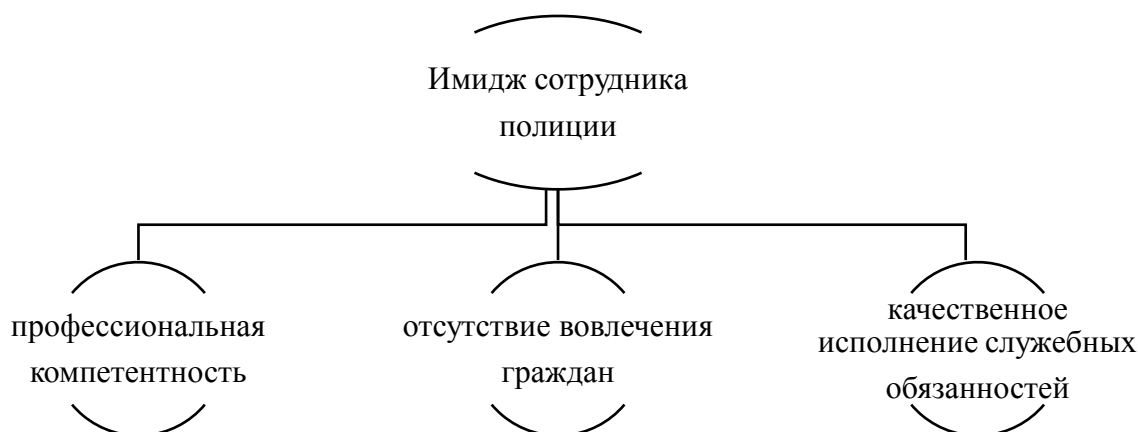 Имидж сотрудника
полиции
профессиональная
компетентность
отсутствие вовлечения
граждан
качественное
исполнение служебных
обязанностей